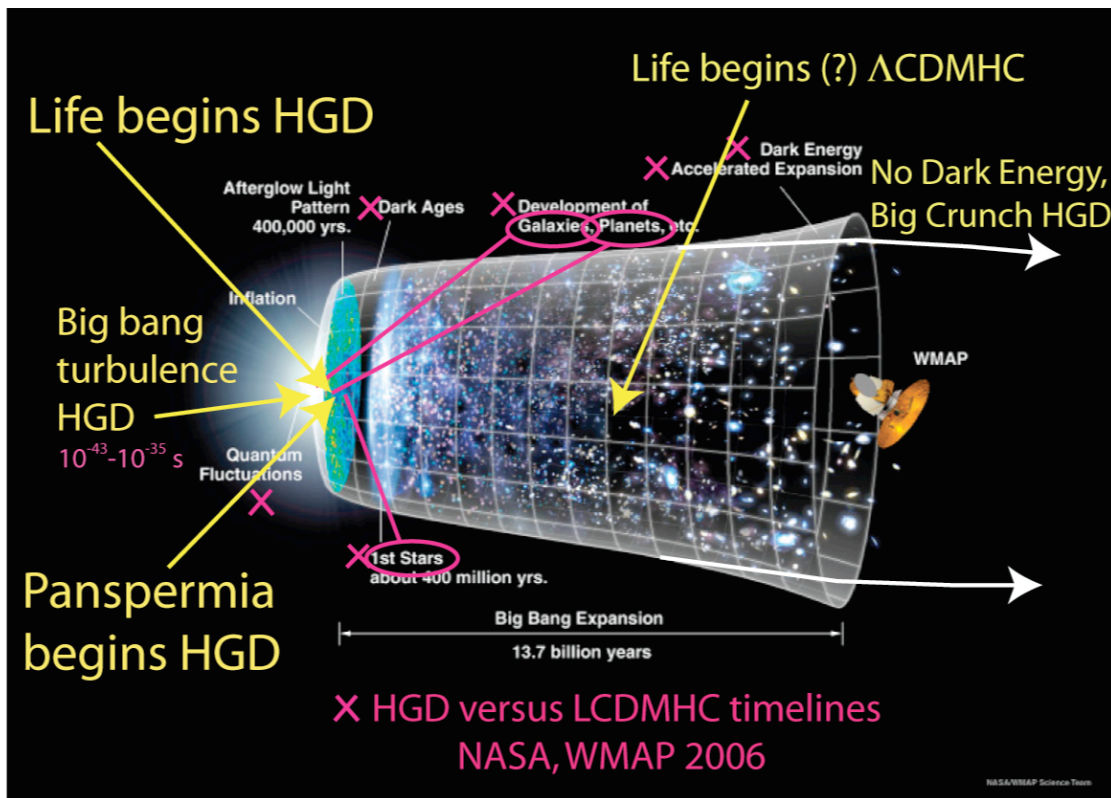 Life begins (?) ΛCDMHC
Life begins HGD
Dark Energy
Accelerated Expansion
No Dark Energy,
Big Crunch HGD
Afterglow Light
Pattern
400,000 yrs.
Dark Ages
Development of
Galaxies, Planets, etc.
Inflation
Big bang
turbulence
HGD
10⁻⁴³-10⁻³⁵ s
WMAP
Quantum
Fluctuations
1st Stars
about 400 million yrs.
Panspermia
begins HGD
Big Bang Expansion
13.7 billion years
× HGD versus LCDMHC timelines
NASA, WMAP 2006
NASA/WMAP Science Team